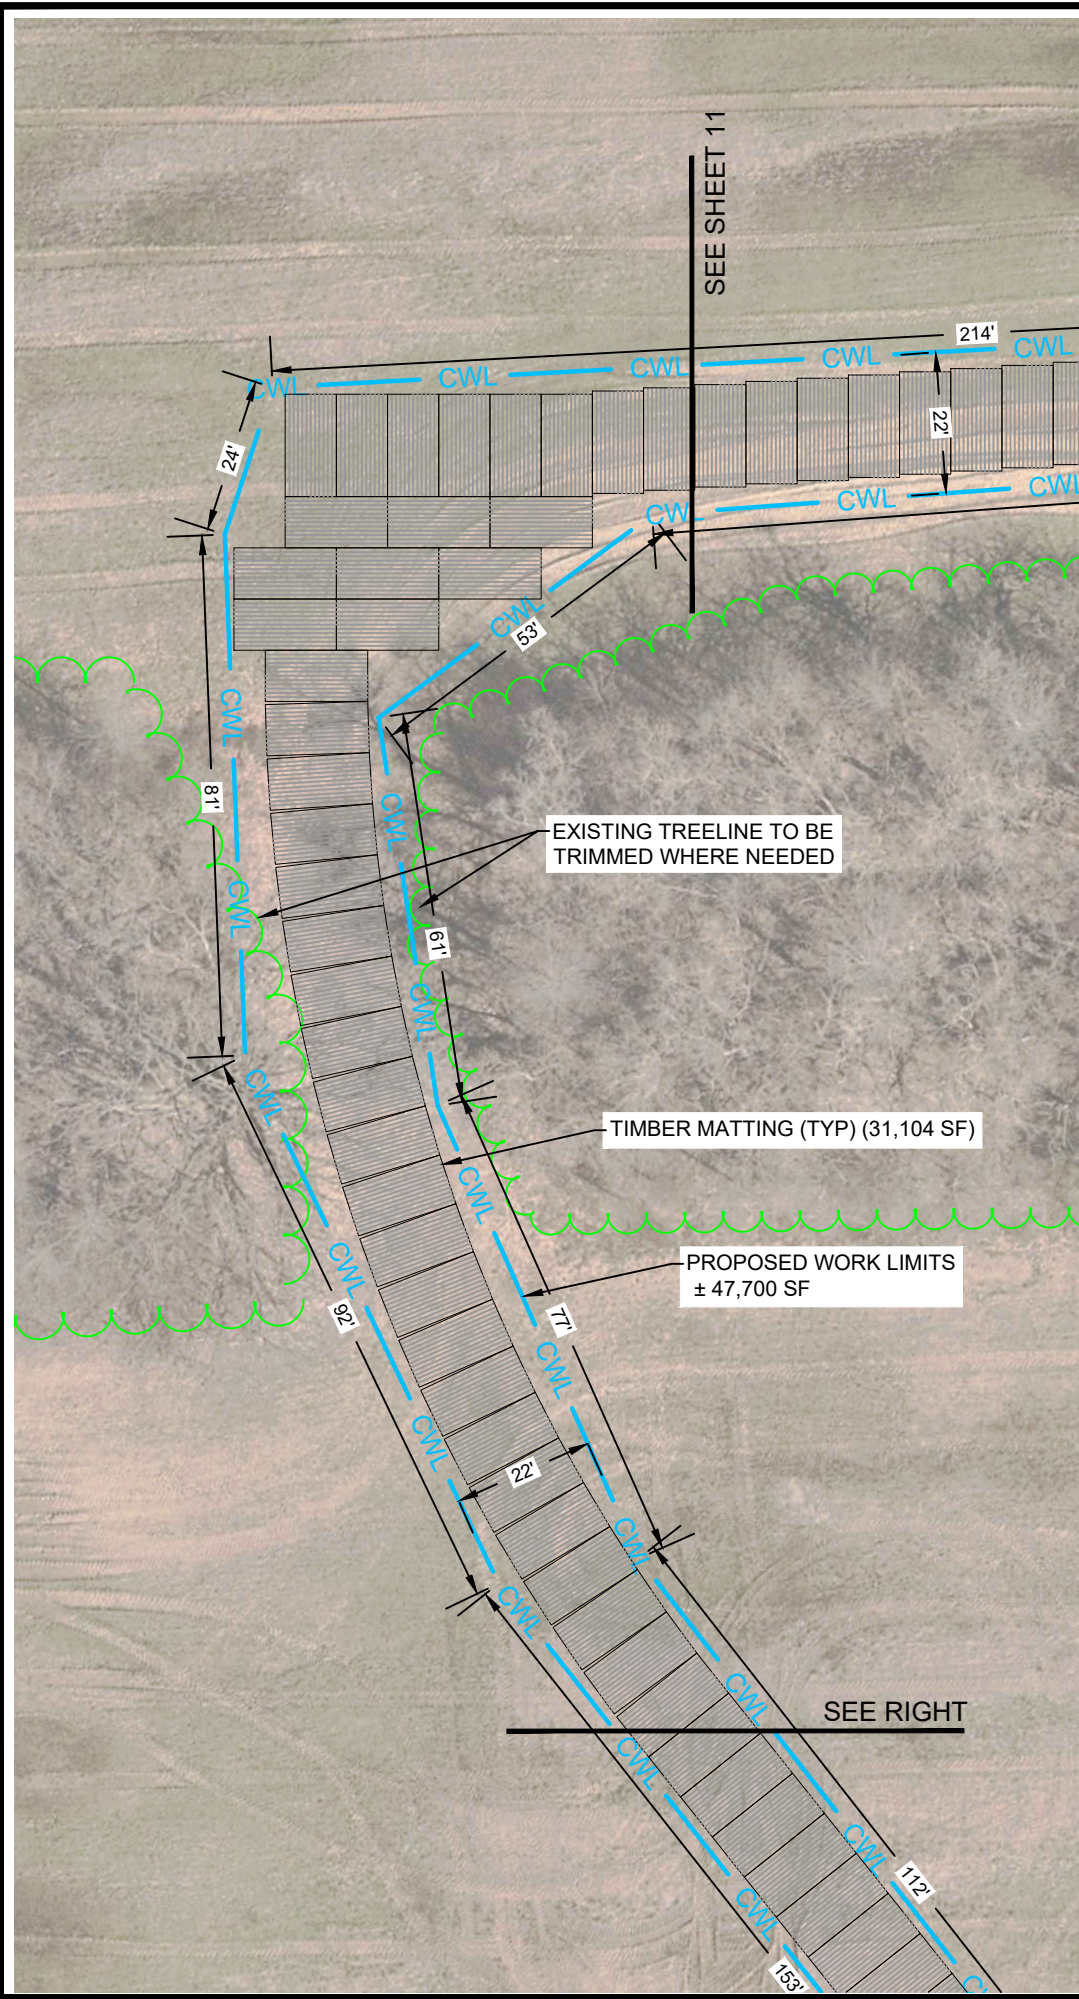 SEE SHEET 11
214'
CWL CWL CWL CWL CWL
24'
22'
CWL CWL CWL
CWL
53'
CWL
81'
CWL
EXISTING TREELINE TO BE
TRIMMED WHERE NEEDED
CWL
61'
CWL
CWL
TIMBER MATTING (TYP) (31,104 SF)
CWL
CWL
PROPOSED WORK LIMITS
± 47,700 SF
92'
77'
CWL
CWL
22'
CWL
CWL
CWL
SEE RIGHT
CWL
CWL
112'
CWL
153'